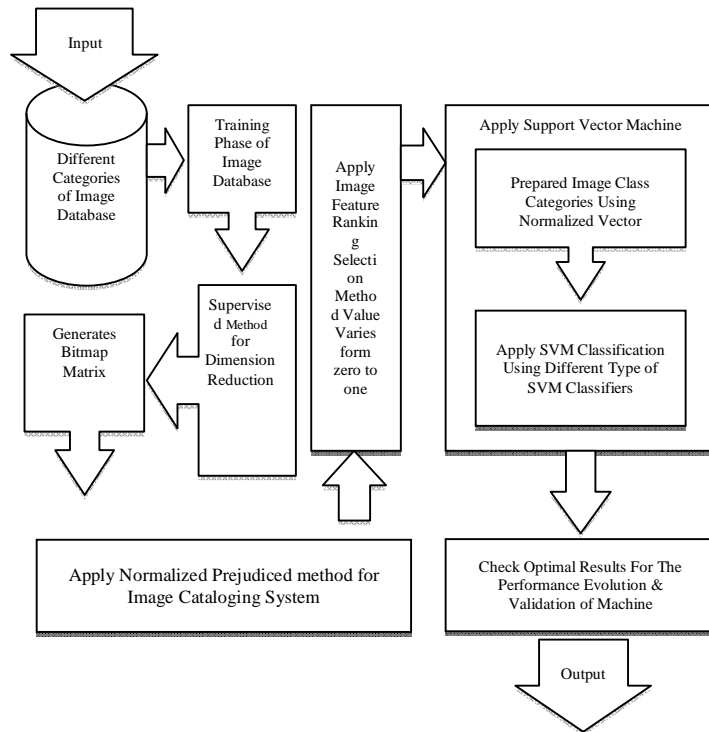 Input
Different
Categories
of Image
Database
Training
Phase of
Image
Database
Supervise
d Method
for
Dimension
Reduction
Generates
Bitmap
Matrix
Apply Normalized Prejudiced method for
Image Cataloging System
Apply
Image
Feature
Rankin
g
Selecti
on
Metho
d Value
Varies
form
zero to
one
Apply Support Vector Machine
Prepared Image Class
Categories Using
Normalized Vector
Apply SVM Classification
Using Different Type of
SVM Classifiers
Check Optimal Results For The
Performance Evolution &
Validation of Machine
Output